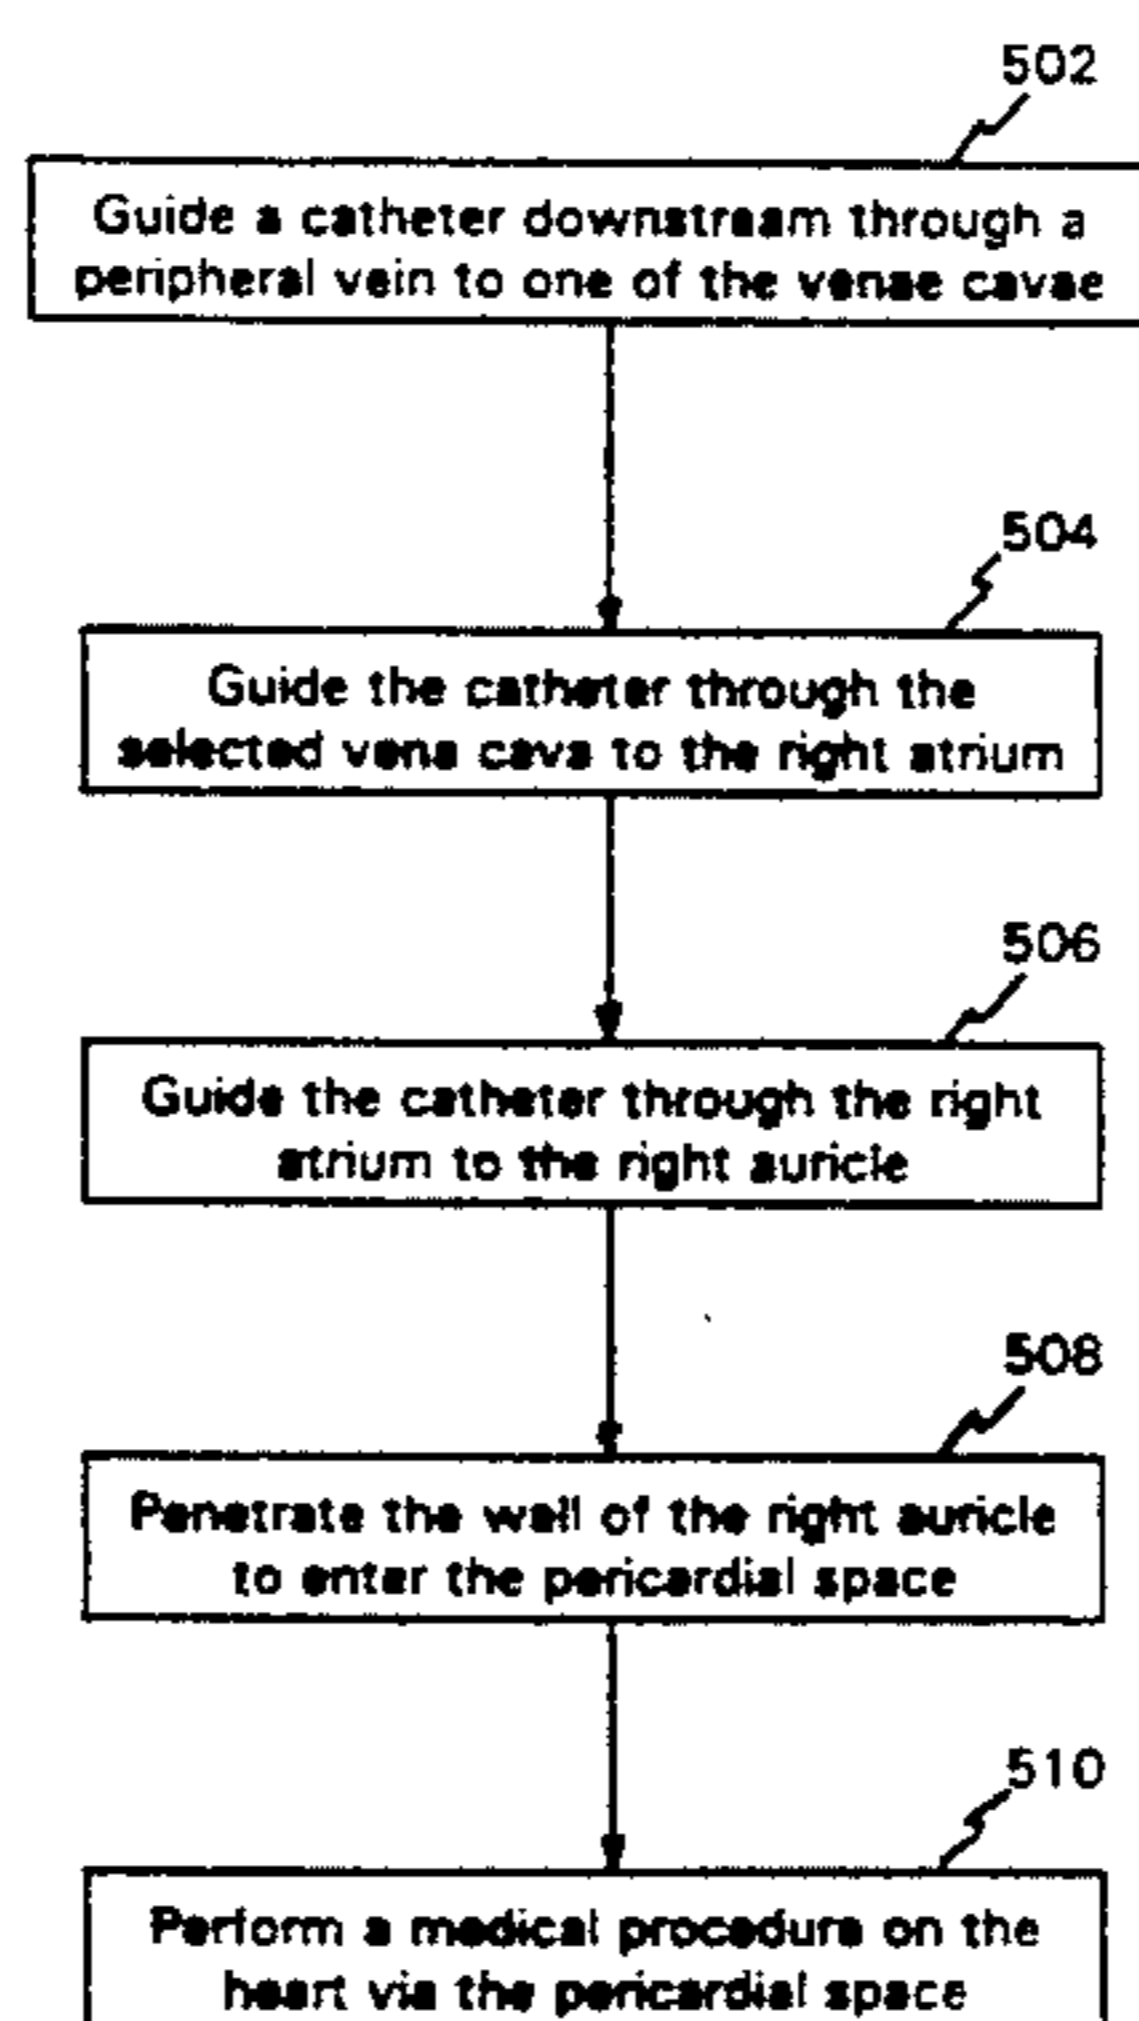 502
Guide a catheter downstream through a
peripheral vein to one of the venae cavae
504
Guide the catheter through the
selected vena cava to the right atrium
506
Guide the catheter through the right
atrium to the right auricle
508
Penetrate the wall of the right auricle
to enter the pericardial space
510
Perform a medical procedure on the
heart via the pericardial space